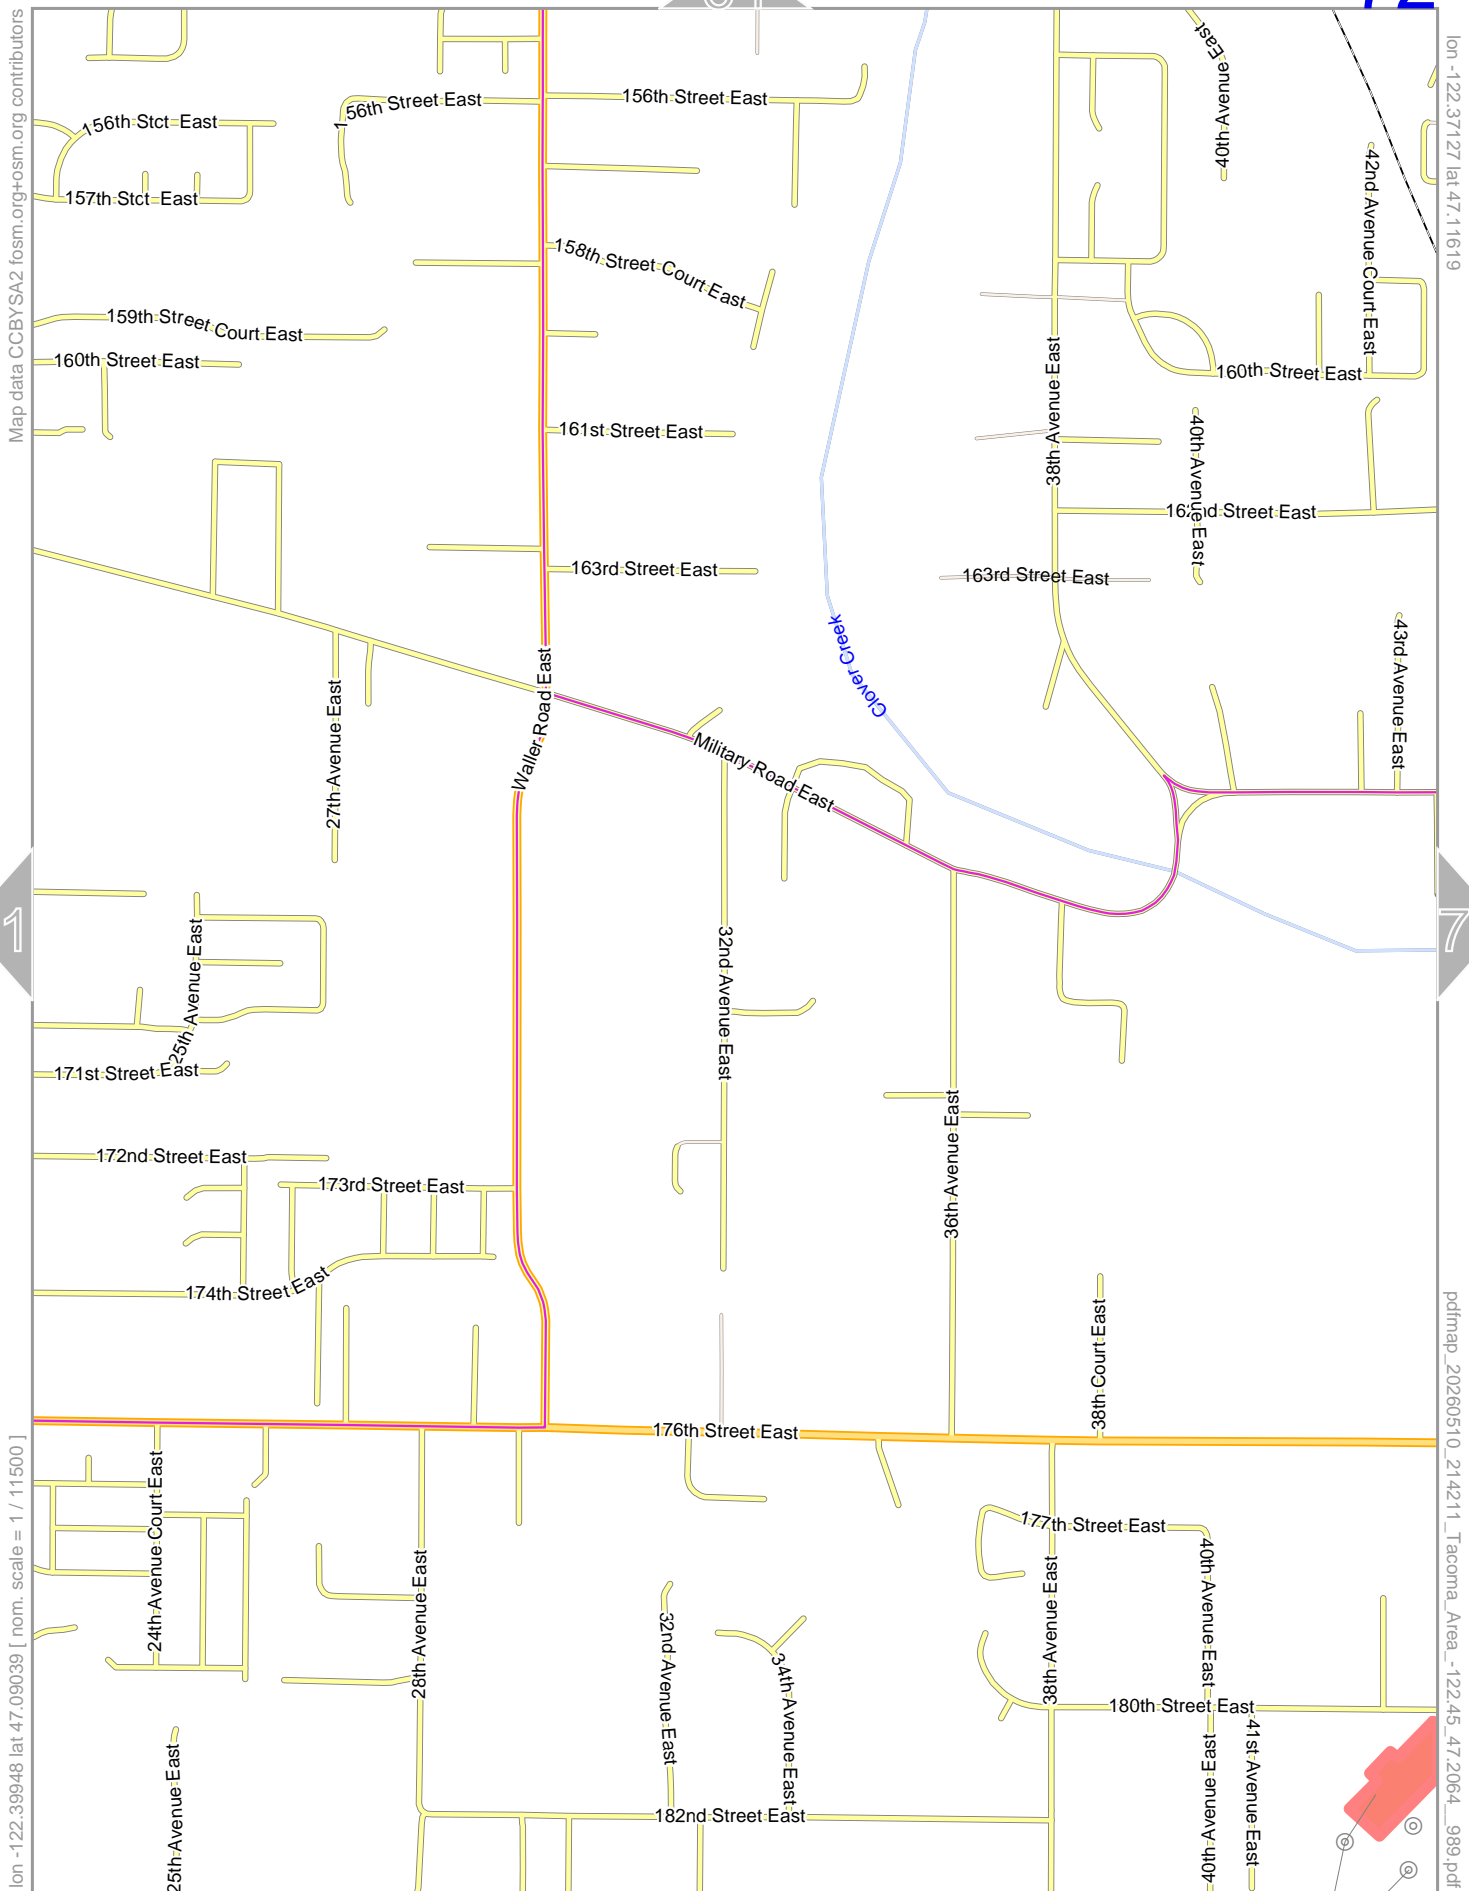 Map data CCBYSA2 fosm.org+osm.org contributors
lon -122.37127 lat 47.11619
40th Avenue East
40th Avenue East
156th Street East
156th Street East
156th Stct East
157th Stct East
42nd Avenue Court East
158th Street Court East
159th Street Court East
160th Street East
160th Street East
38th Avenue East
161st Street East
40th Avenue East
162nd Street East
163rd Street East
163rd Street East
Clover Creek
43rd Avenue East
Waller Road East
27th Avenue East
Military Road East
1
7
25th Avenue East
32nd Avenue East
171st Street East
36th Avenue East
172nd Street East
173rd Street East
174th Street East
38th Court East
176th Street East
24th Avenue Court East
177th Street East
28th Avenue East
38th Avenue East
40th Avenue East
32nd Avenue East
34th Avenue East
180th Street East
41st Avenue East
40th Avenue East
25th Avenue East
182nd Street East
lon -122.39948 lat 47.09039 [ nom. scale = 1 / 11500 ]
pdfmap_20260510_214211_Tacoma_Area_-122.45_47.2064__989.pdf